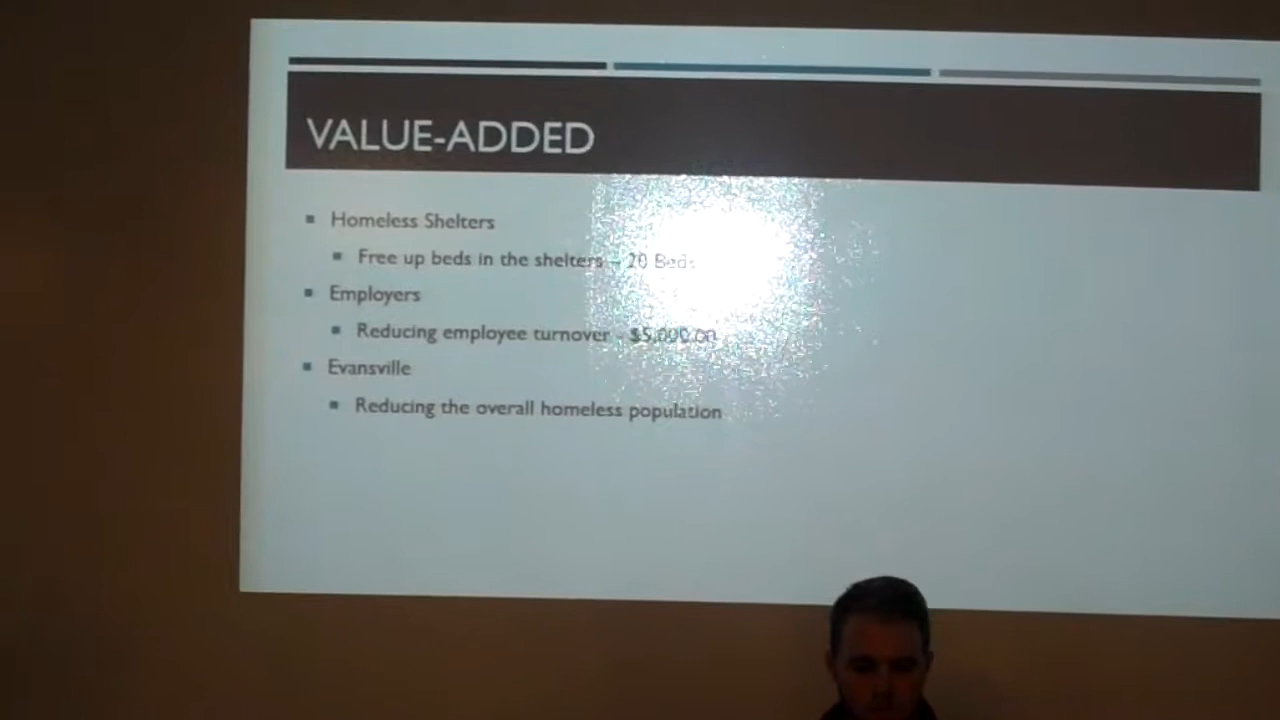 VALUE-ADDED
Homeless Shelters
Free up beds in the shelters – 20 Beds
Employers
Reducing employee turnover - $5,000.00
Evansville
Reducing the overall homeless population